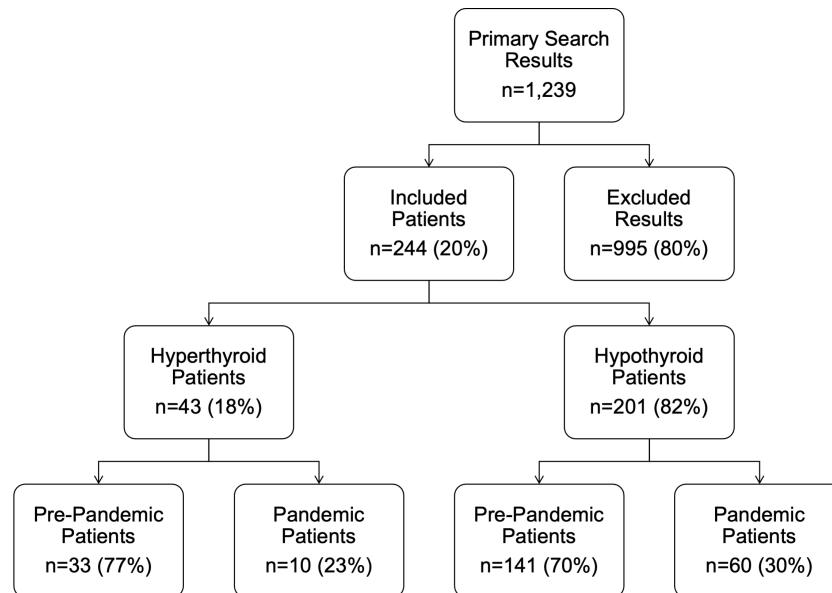 Primary Search
Results
n=1,239
Included
Patients
n=244 (20%)
Excluded
Results
n=995 (80%)
Hyperthyroid
Patients
n=43 (18%)
Hypothyroid
Patients
n=201 (82%)
Pre-Pandemic
Patients
n=33 (77%)
Pandemic
Patients
n=10 (23%)
Pre-Pandemic
Patients
n=141 (70%)
Pandemic
Patients
n=60 (30%)